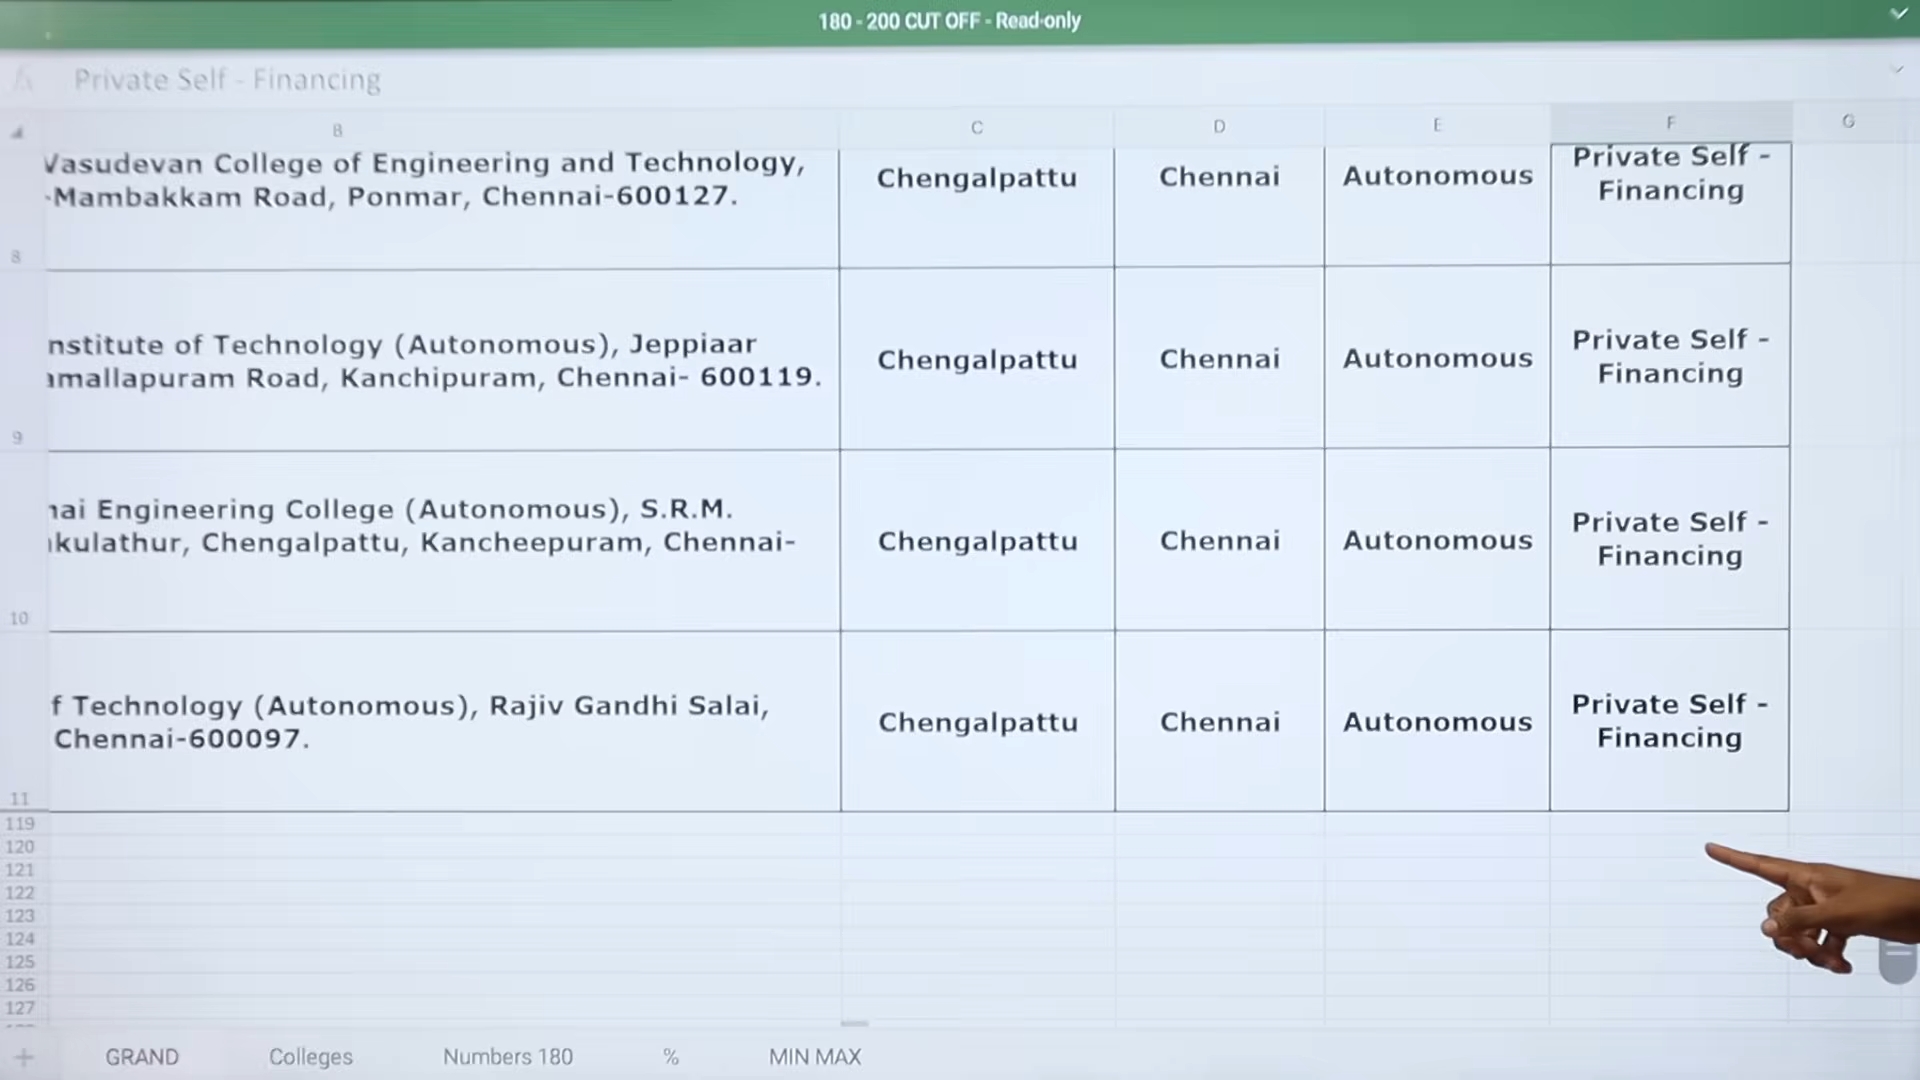 180 - 200 CUT OFF - Read-only
Private Self - Financing
B C D E F G
Vasudevan College of Engineering and Technology,
-Mambakkam Road, Ponmar, Chennai-600127.
Chengalpattu
Chennai
Autonomous
Private Self -
Financing
8
nstitute of Technology (Autonomous), Jeppiaar
amallapuram Road, Kanchipuram, Chennai- 600119.
Chengalpattu
Chennai
Autonomous
Private Self -
Financing
9
nai Engineering College (Autonomous), S.R.M.
kulathur, Chengalpattu, Kancheepuram, Chennai-
Chengalpattu
Chennai
Autonomous
Private Self -
Financing
10
f Technology (Autonomous), Rajiv Gandhi Salai,
Chennai-600097.
Chengalpattu
Chennai
Autonomous
Private Self -
Financing
11
119
120
121
122
123
124
125
126
127
GRAND Colleges Numbers 180 % MIN MAX